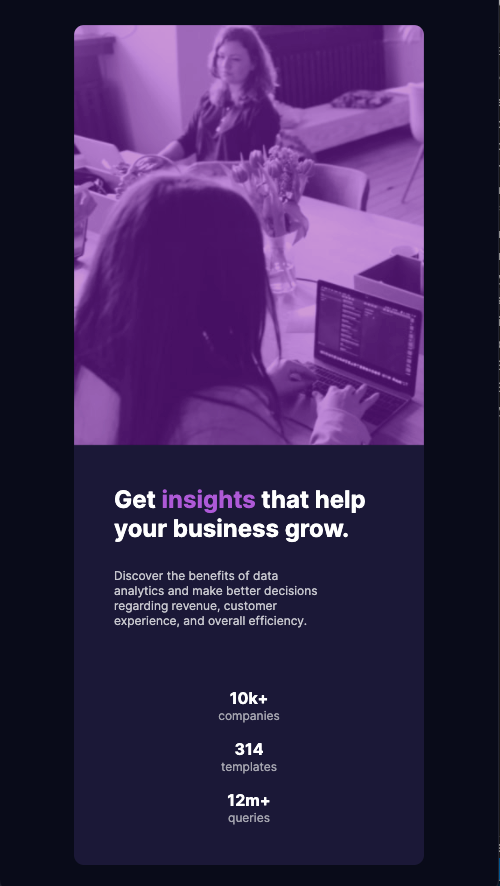 Get insights that help
your business grow.
Discover the benefits of data
analytics and make better decisions
regarding revenue, customer
experience, and overall efficiency.
10k+
companies
314
templates
12m+
queries